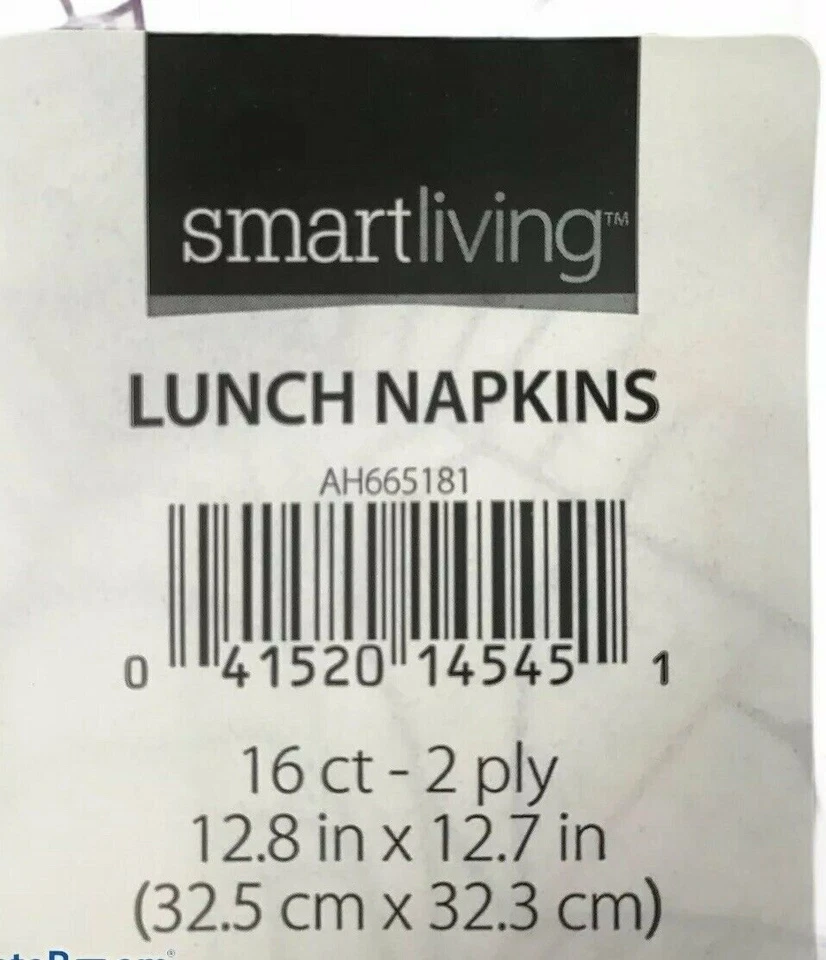 smartliving™
LUNCH NAPKINS
AH665181
0 41520 14545 1
16 ct - 2 ply
12.8 in x 12.7 in
(32.5 cm x 32.3 cm)